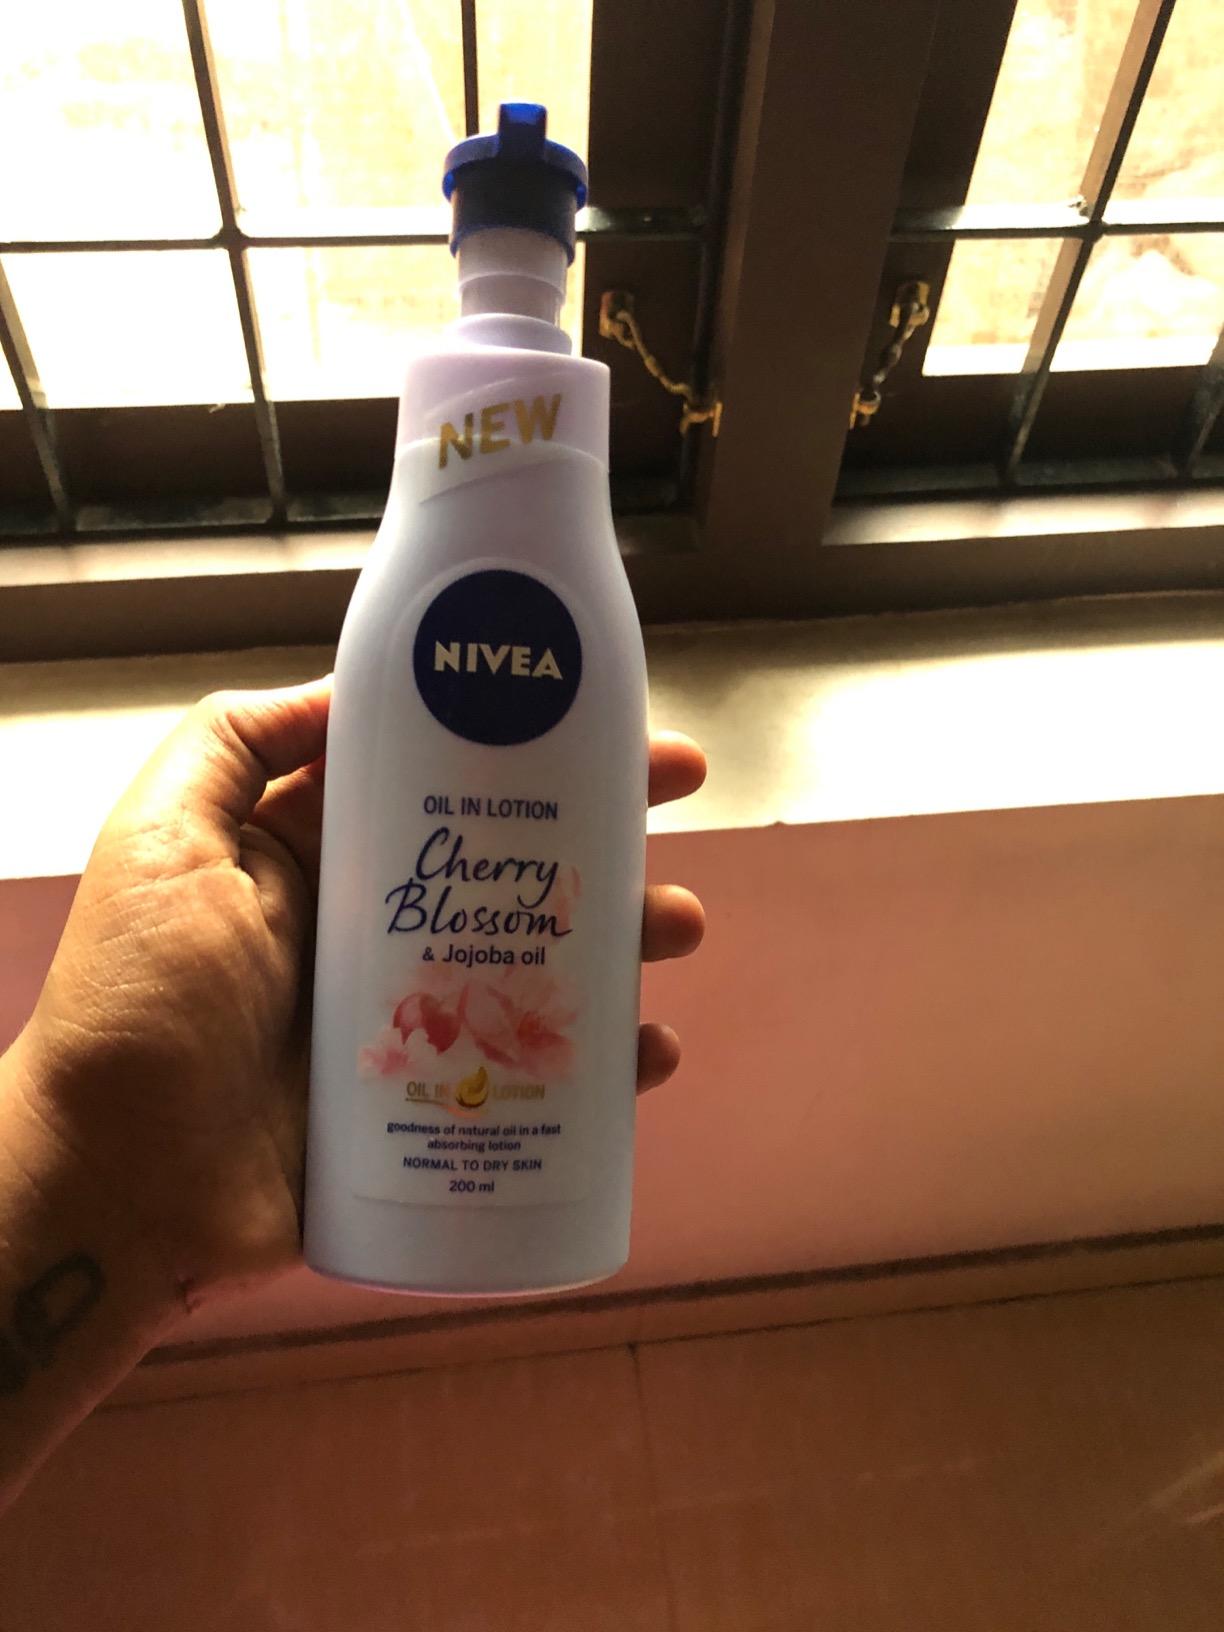 NEW
NIVEA
OIL IN LOTION
Cherry
Blossom
& Jojoba oil
OIL IN LOTION
goodness of natural oil in a fast
absorbing lotion
NORMAL TO DRY SKIN
200 ml